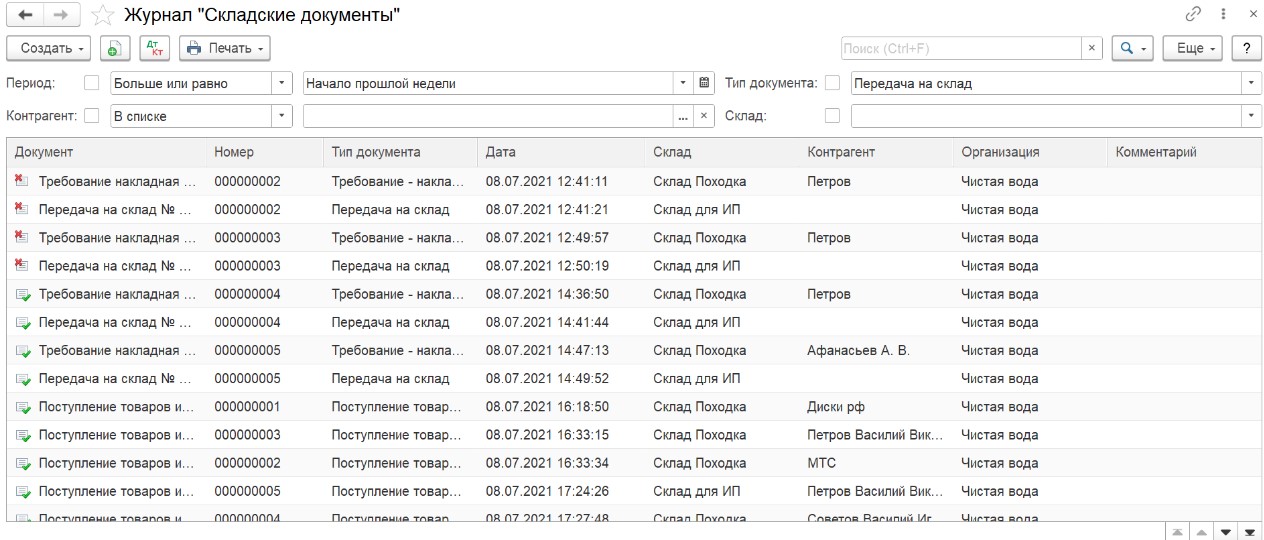 Журнал "Складские документы"
Создать Дт Кт Печать Поиск (Ctrl+F) × Еще ?
Период: Больше или равно Начало прошлой недели Тип документа: Передача на склад
Контрагент: В списке ... × Склад:
Документ Номер Тип документа Дата Склад Контрагент Организация Комментарий
Требование накладная ... 000000002 Требование - накла... 08.07.2021 12:41:11 Склад Походка Петров Чистая вода
Передача на склад № ... 000000002 Передача на склад 08.07.2021 12:41:21 Склад для ИП Чистая вода
Требование накладная ... 000000003 Требование - накла... 08.07.2021 12:49:57 Склад Походка Петров Чистая вода
Передача на склад № ... 000000003 Передача на склад 08.07.2021 12:50:19 Склад для ИП Чистая вода
Требование накладная ... 000000004 Требование - накла... 08.07.2021 14:36:50 Склад Походка Петров Чистая вода
Передача на склад № ... 000000004 Передача на склад 08.07.2021 14:41:44 Склад для ИП Чистая вода
Требование накладная ... 000000005 Требование - накла... 08.07.2021 14:47:13 Склад Походка Афанасьев А. В. Чистая вода
Передача на склад № ... 000000005 Передача на склад 08.07.2021 14:49:52 Склад для ИП Чистая вода
Поступление товаров и... 000000001 Поступление товар... 08.07.2021 16:18:50 Склад Походка Диски рф Чистая вода
Поступление товаров и... 000000003 Поступление товар... 08.07.2021 16:33:15 Склад Походка Петров Василий Вик... Чистая вода
Поступление товаров и... 000000002 Поступление товар... 08.07.2021 16:33:34 Склад Походка МТС Чистая вода
Поступление товаров и... 000000005 Поступление товар... 08.07.2021 17:24:26 Склад для ИП Петров Василий Вик... Чистая вода
Поступление товаров и... 000000004 Поступление товар... 08.07.2021 17:27:48 Склад Походка Советов Василий Иг... Чистая вода